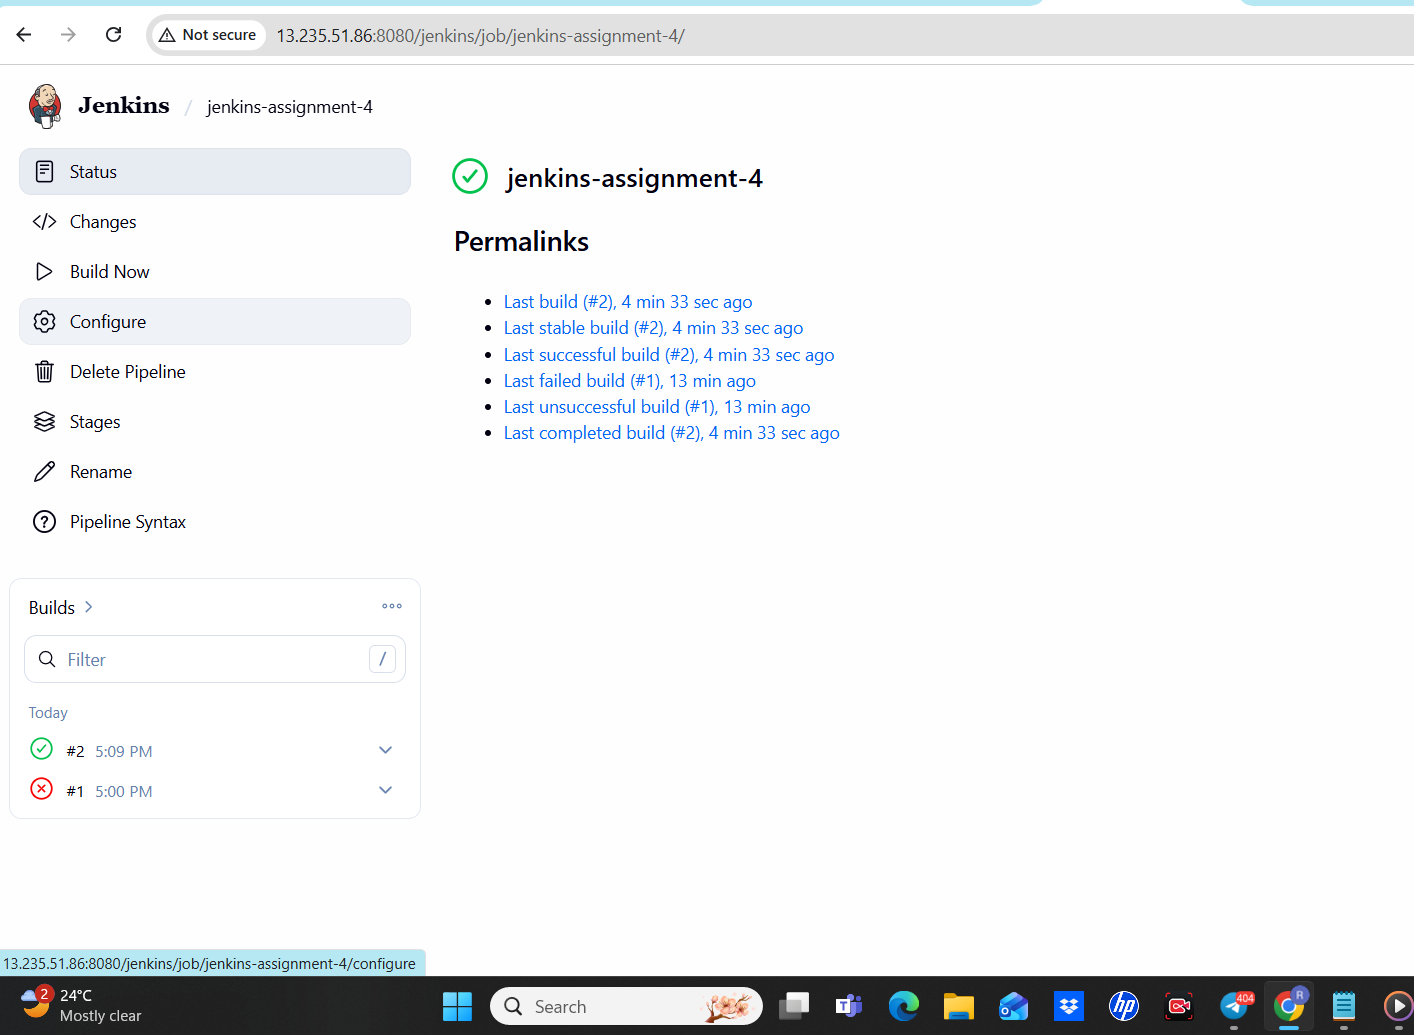 Not secure 13.235.51.86:8080/jenkins/job/jenkins-assignment-4/
Jenkins / jenkins-assignment-4
Status
Changes
Build Now
Configure
Delete Pipeline
Stages
Rename
Pipeline Syntax
jenkins-assignment-4
Permalinks
Last build (#2), 4 min 33 sec ago
Last stable build (#2), 4 min 33 sec ago
Last successful build (#2), 4 min 33 sec ago
Last failed build (#1), 13 min ago
Last unsuccessful build (#1), 13 min ago
Last completed build (#2), 4 min 33 sec ago
Builds
Filter /
Today
#2 5:09 PM
#1 5:00 PM
13.235.51.86:8080/jenkins/job/jenkins-assignment-4/configure
2 24°C
Mostly clear
Search
T
o
hp
404
R